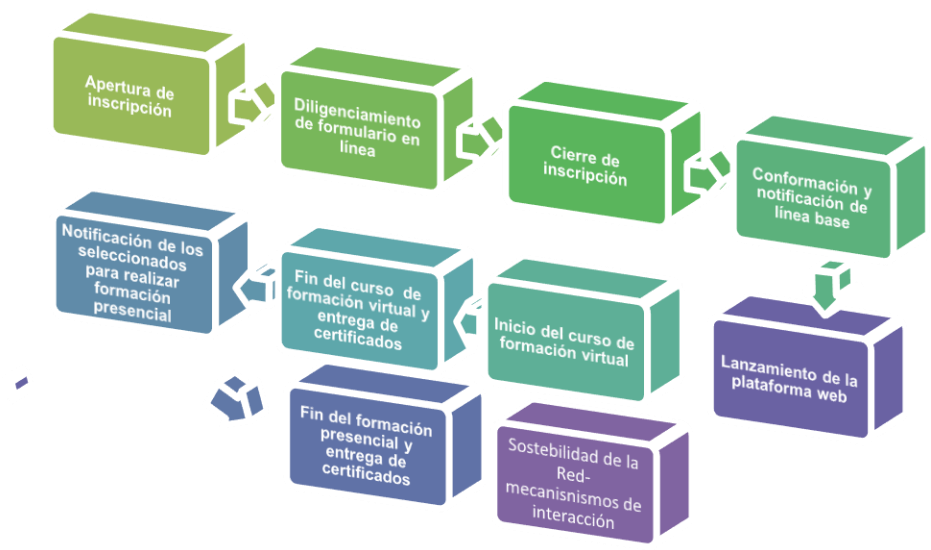 Apertura de
inscripción
Diligenciamiento
de formulario en
línea
Cierre de
inscripción
Conformación y
notificación de
línea base
Lanzamiento de la
plataforma web
Inicio del curso de
formación virtual
Fin del curso de
formación virtual y
entrega de
certificados
Notificación de los
seleccionados
para realizar
formación
presencial
Fin del formación
presencial y
entrega de
certificados
Sostebilidad de la
Red-
mecanisnismos de
interacción